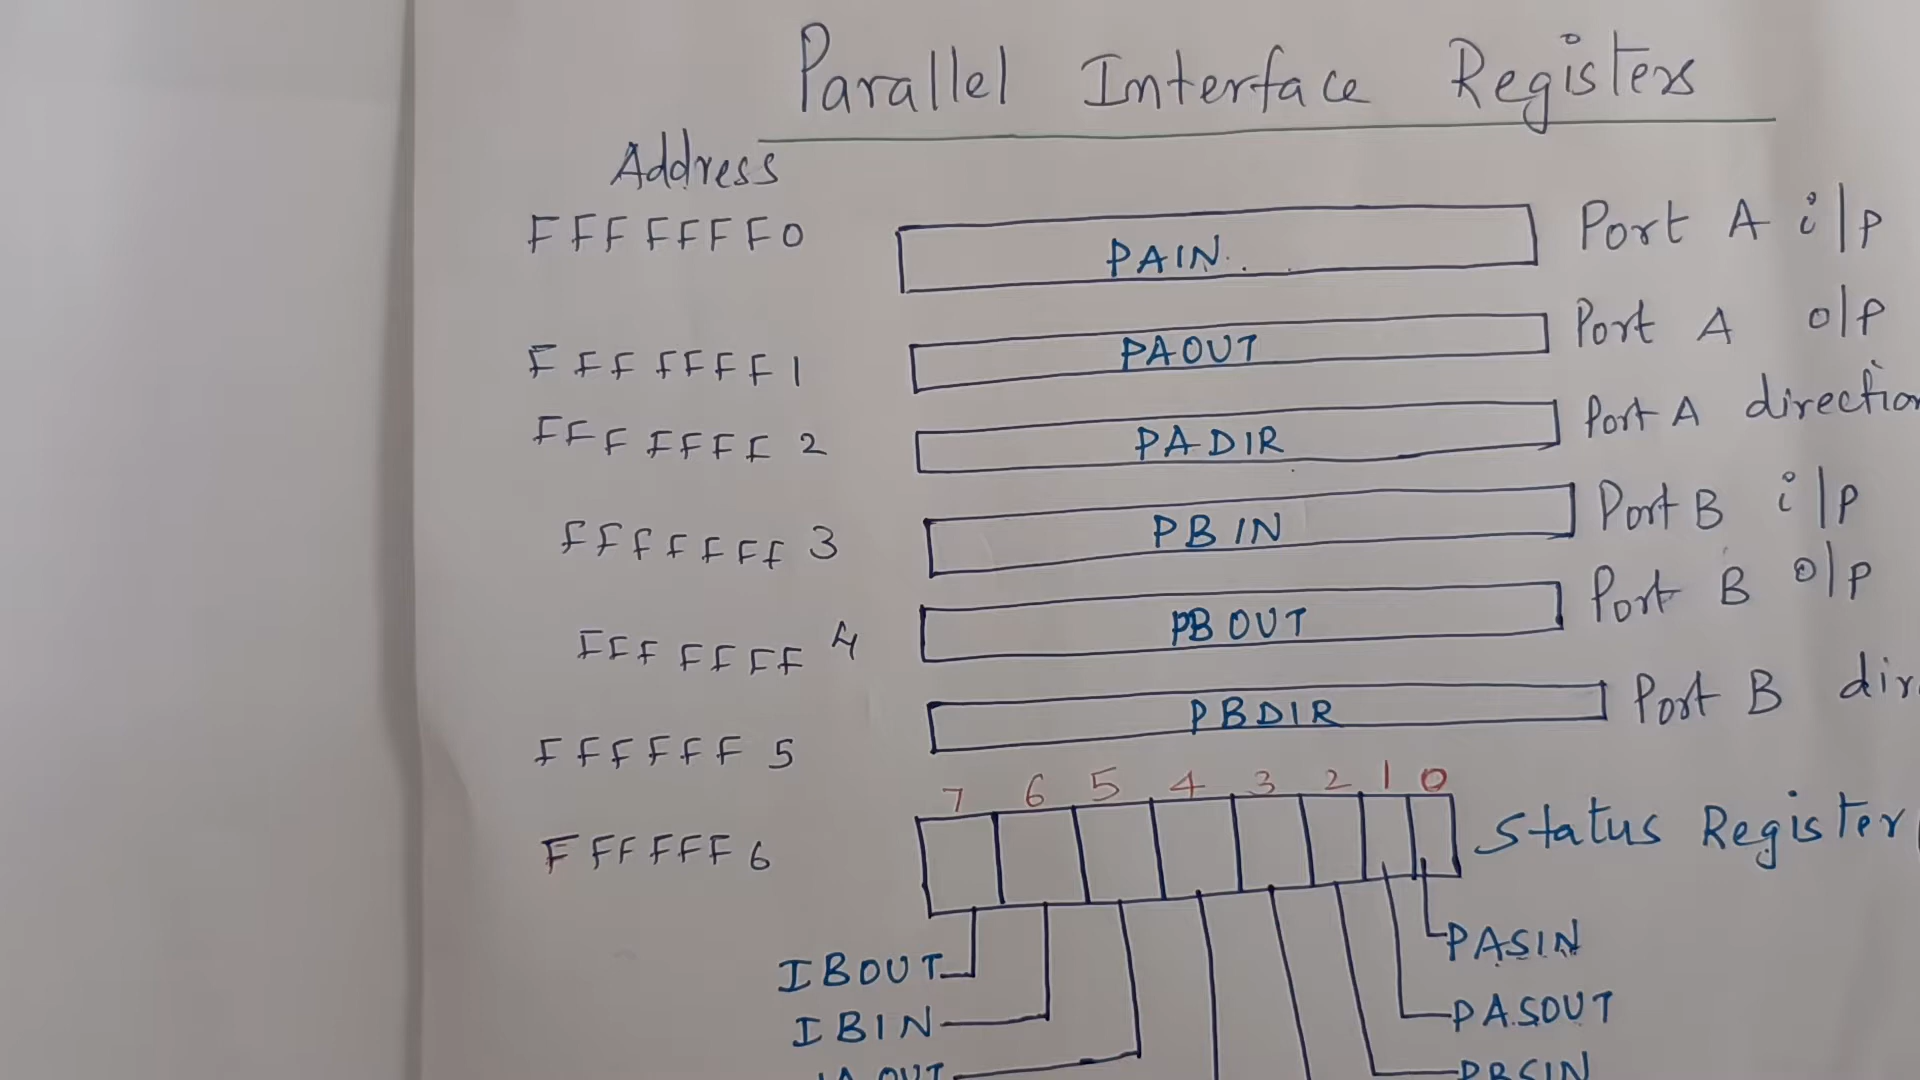 Parallel Interface Registers
Address
FFFFFFF0 PAIN Port A i/p
FFFFFFF1 PAOUT Port A o/p
FFFFFFF2 PADIR Port A direction
FFFFFFF3 PBIN Port B i/p
FFFFFFF4 PBOUT Port B o/p
FFFFFF5 PBDIR Port B dir
7 6 5 4 3 2 1 0
FFFFFF6 Status Register
PASIN
IBOUT
PASOUT
IBIN
PBSIN